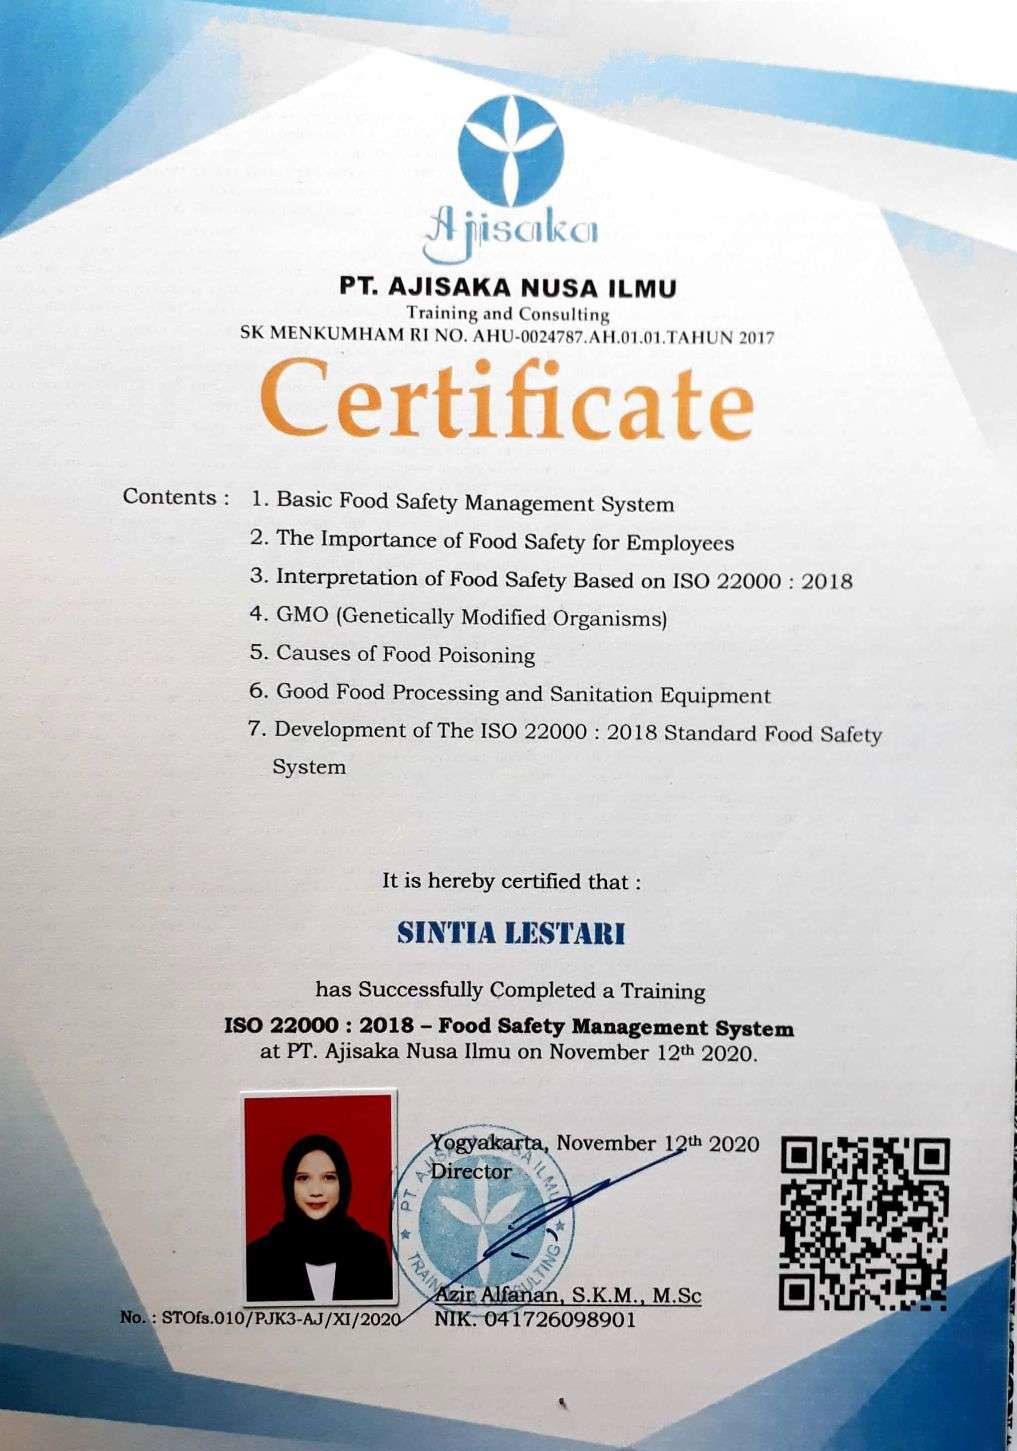 Ajisaka
PT. AJISAKA NUSA ILMU
Training and Consulting
SK MENKUMHAM RI NO. AHU-0024787.AH.01.01.TAHUN 2017
Certificate
Contents : 1. Basic Food Safety Management System
2. The Importance of Food Safety for Employees
3. Interpretation of Food Safety Based on ISO 22000 : 2018
4. GMO (Genetically Modified Organisms)
5. Causes of Food Poisoning
6. Good Food Processing and Sanitation Equipment
7. Development of The ISO 22000 : 2018 Standard Food Safety
System
It is hereby certified that :
SINTIA LESTARI
has Successfully Completed a Training
ISO 22000 : 2018 – Food Safety Management System
at PT. Ajisaka Nusa Ilmu on November 12th 2020.
Yogyakarta, November 12th 2020
Director
PT AJISAKA NUSA ILMU
TRAINING & CONSULTING
Azir Alfanan, S.K.M., M.Sc
NIK. 041726098901
No. : STOfs.010/PJK3-AJ/XI/2020